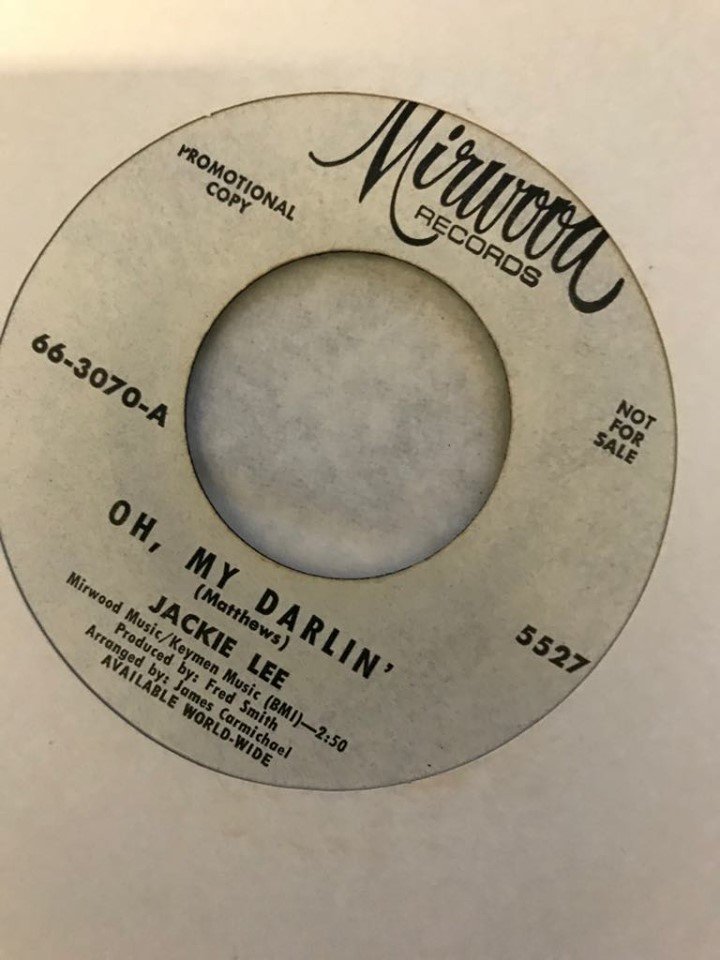 Mirwood
RECORDS
PROMOTIONAL
COPY
66-3070-A
NOT
FOR
SALE
OH, MY DARLIN'
(Matthews)
JACKIE LEE
5527
Mirwood Music/Keymen Music (BMI)—2:50
Produced by: Fred Smith
Arranged by: James Carmichael
AVAILABLE WORLD-WIDE